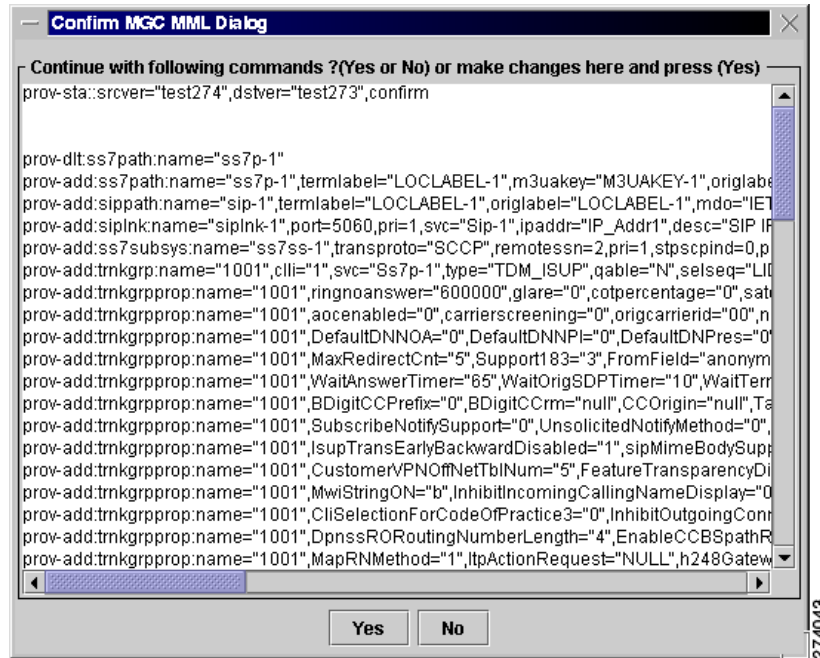 Confirm MGC MML Dialog
Continue with following commands ?(Yes or No) or make changes here and press (Yes)
prov-sta::srcver="test274",dstver="test273",confirm
prov-dlt:ss7path:name="ss7p-1"
prov-add:ss7path:name="ss7p-1",termlabel="LOCLABEL-1",m3uakey="M3UAKEY-1",origlabe
prov-add:sippath:name="sip-1",termlabel="LOCLABEL-1",origlabel="LOCLABEL-1",mdo="IET
prov-add:siplnk:name="siplnk-1",port=5060,pri=1,svc="Sip-1",ipaddr="IP_Addr1",desc="SIP IF
prov-add:ss7subsys:name="ss7ss-1",transproto="SCCP",remotessn=2,pri=1,stpscpind=0,p
prov-add:trnkgrp:name="1001",clli="1",svc="Ss7p-1",type="TDM_ISUP",qable="N",selseq="LID
prov-add:trnkgrpprop:name="1001",ringnoanswer="600000",glare="0",cotpercentage="0",sat
prov-add:trnkgrpprop:name="1001",aocenabled="0",carrierscreening="0",origcarrierid="00",n
prov-add:trnkgrpprop:name="1001",DefaultDNNOA="0",DefaultDNNPI="0",DefaultDNPres="0"
prov-add:trnkgrpprop:name="1001",MaxRedirectCnt="5",Support183="3",FromField="anonym
prov-add:trnkgrpprop:name="1001",WaitAnswerTimer="65",WaitOrigSDPTimer="10",WaitTerr
prov-add:trnkgrpprop:name="1001",BDigitCCPrefix="0",BDigitCCrm="null",CCOrigin="null",Ta
prov-add:trnkgrpprop:name="1001",SubscribeNotifySupport="0",UnsolicitedNotifyMethod="0",
prov-add:trnkgrpprop:name="1001",IsupTransEarlyBackwardDisabled="1",sipMimeBodySupp
prov-add:trnkgrpprop:name="1001",CustomerVPNOffNetTblNum="5",FeatureTransparencyDi
prov-add:trnkgrpprop:name="1001",MwiStringON="b",InhibitIncomingCallingNameDisplay="0
prov-add:trnkgrpprop:name="1001",CliSelectionForCodeOfPractice3="0",InhibitOutgoingConr
prov-add:trnkgrpprop:name="1001",DpnssRORoutingNumberLength="4",EnableCCBSpathR
prov-add:trnkgrpprop:name="1001",MapRNMethod="1",ItpActionRequest="NULL",h248Gatew
Yes No
274043